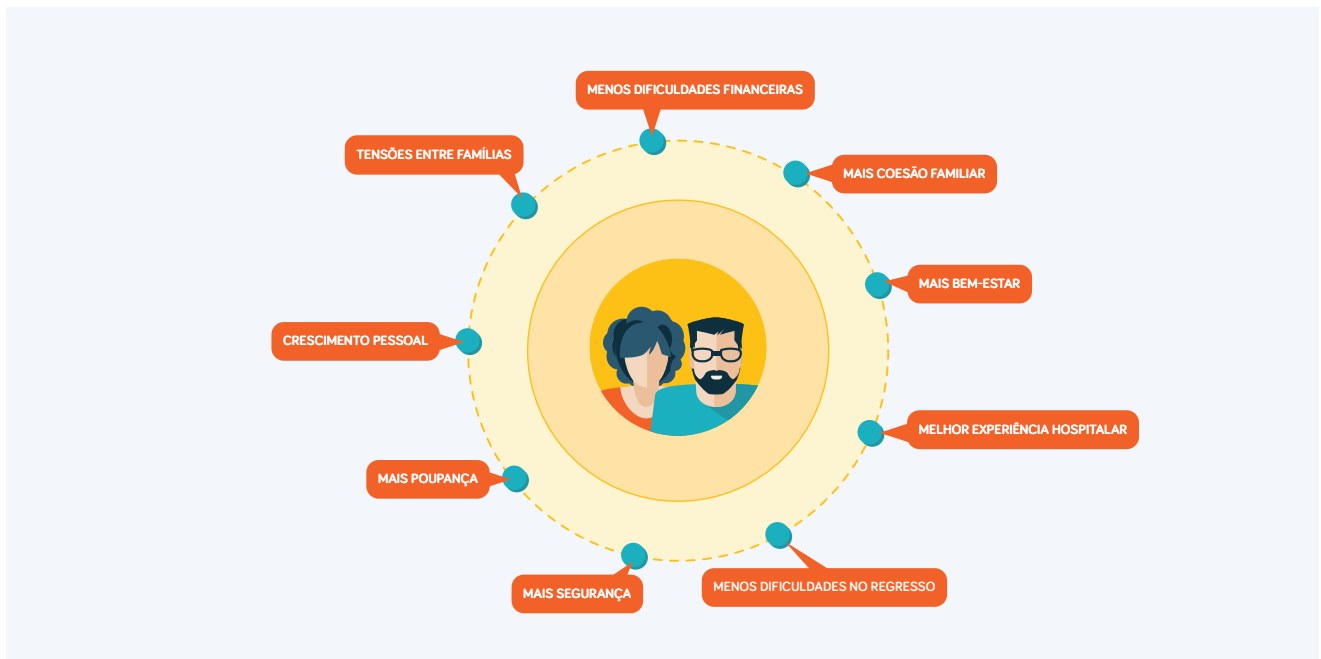 MENOS DIFICULDADES FINANCEIRAS
TENSÕES ENTRE FAMÍLIAS
MAIS COESÃO FAMILIAR
MAIS BEM-ESTAR
CRESCIMENTO PESSOAL
MELHOR EXPERIÊNCIA HOSPITALAR
MAIS POUPANÇA
MENOS DIFICULDADES NO REGRESSO
MAIS SEGURANÇA